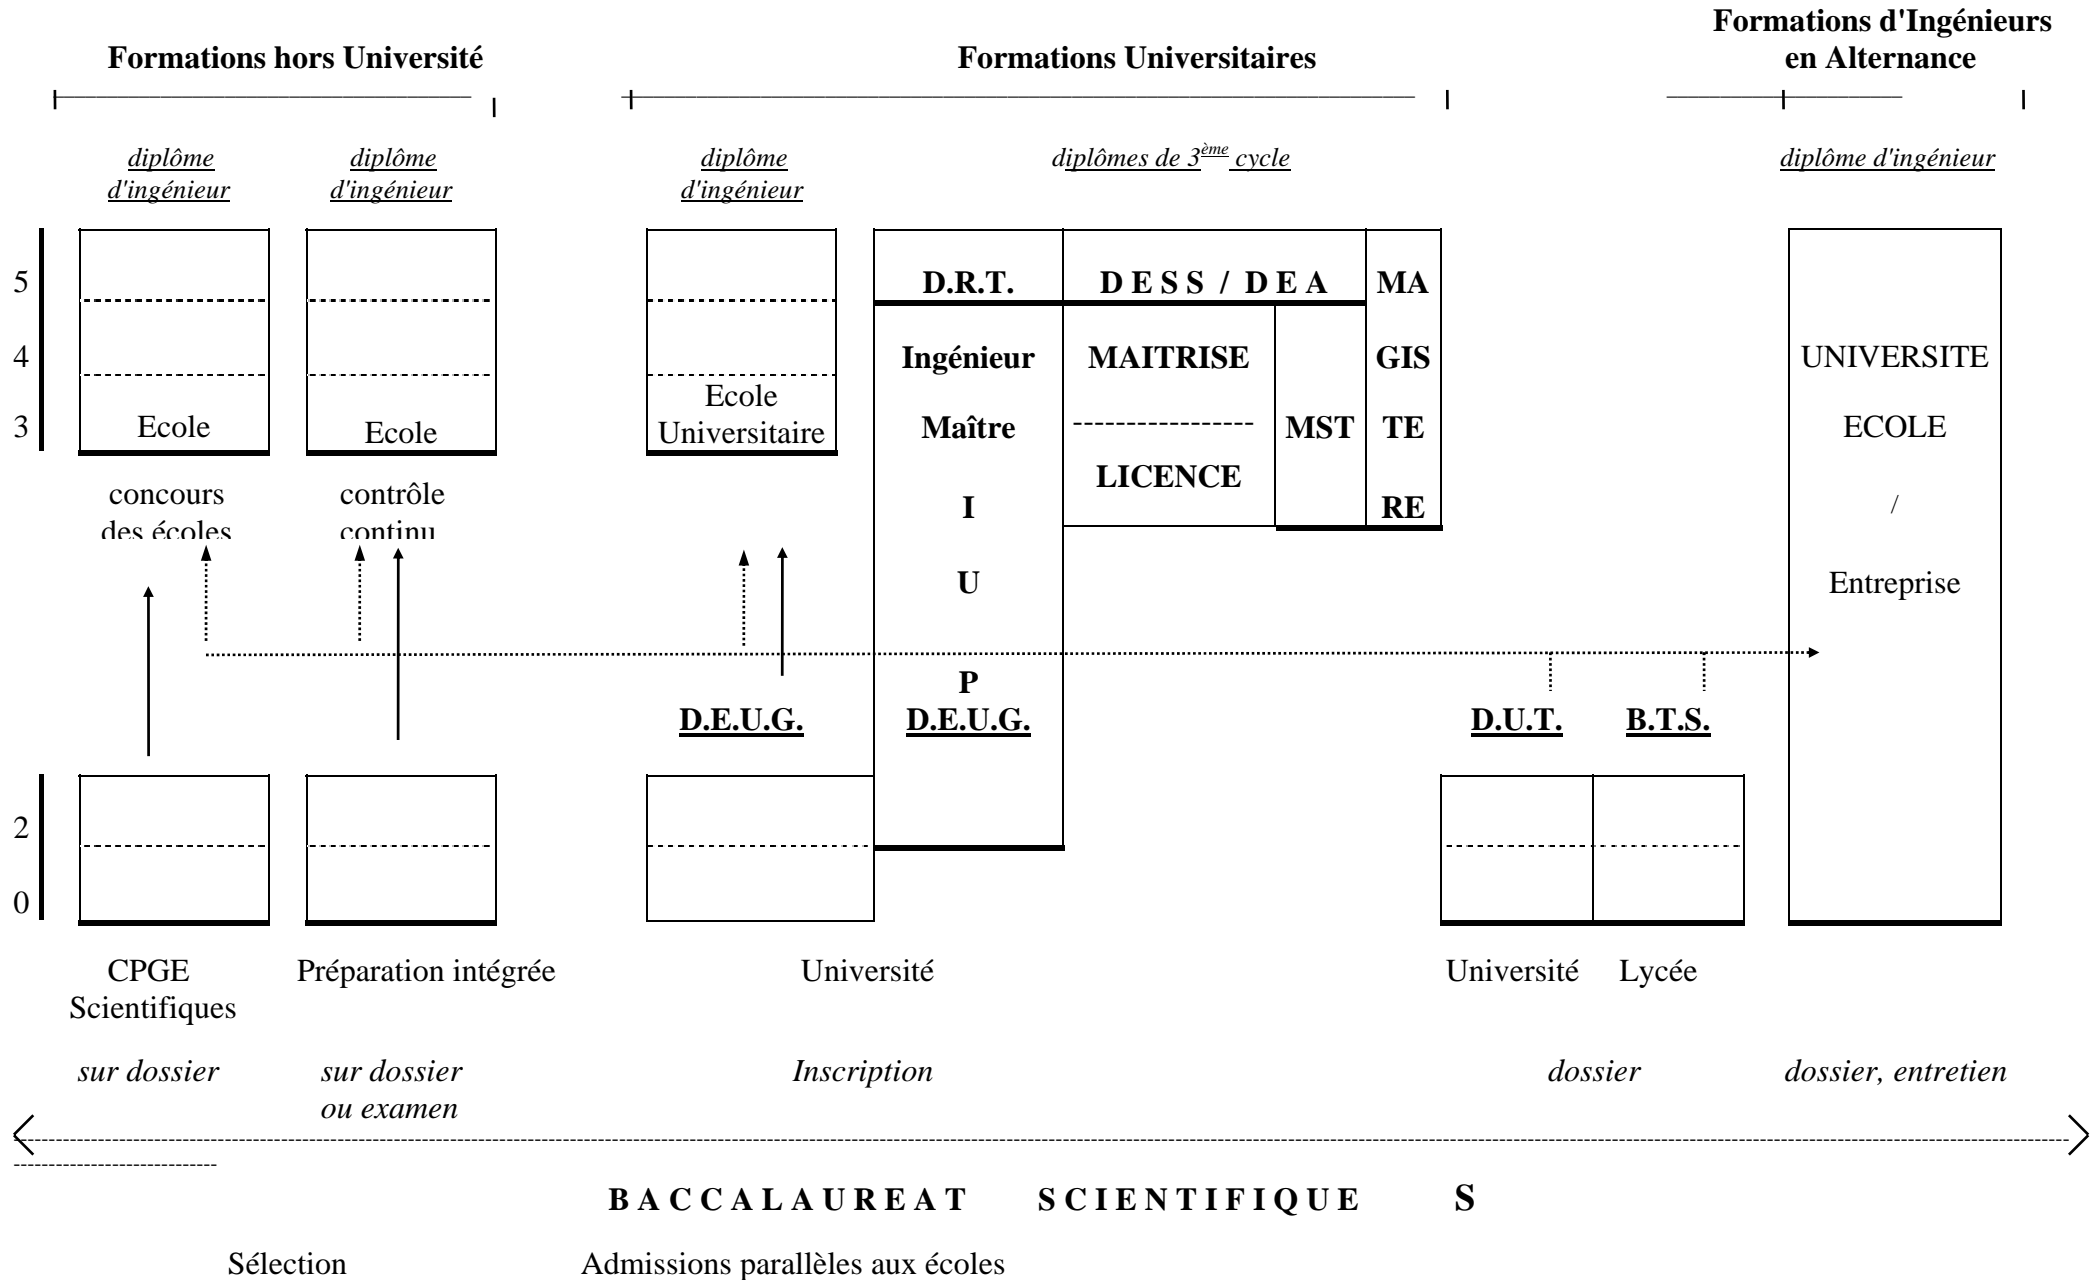 Formations d'Ingénieurs
en Alternance
Formations hors Université
Formations Universitaires
diplôme
d'ingénieur
diplôme
d'ingénieur
diplôme
d'ingénieur
diplômes de 3ème cycle
diplôme d'ingénieur
5
4
3
Ecole
Ecole
Ecole
Universitaire
D.R.T.
D E S S / D E A
MA
GIS
TE
RE
Ingénieur
Maître
I
U
P
D.E.U.G.
MAITRISE
LICENCE
MST
UNIVERSITE
ECOLE
/
Entreprise
concours
des écoles
contrôle
continu
D.E.U.G.
D.U.T.
B.T.S.
2
0
CPGE
Scientifiques
Préparation intégrée
Université
Université
Lycée
sur dossier
sur dossier
ou examen
Inscription
dossier
dossier, entretien
B A C C A L A U R E A T S C I E N T I F I Q U E S
Sélection
Admissions parallèles aux écoles